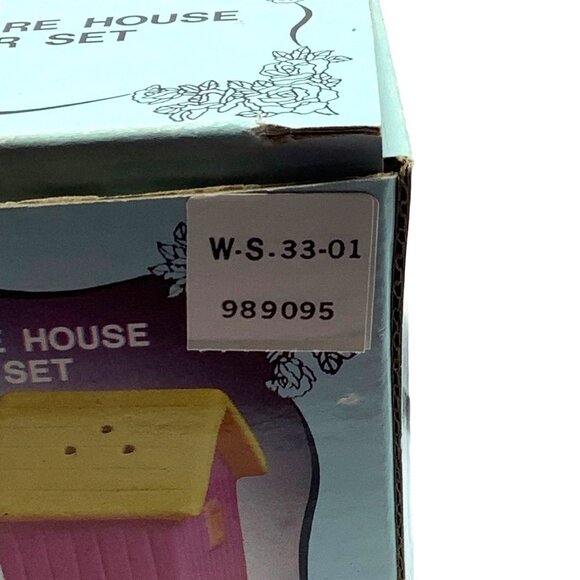 RE HOUSE
R SET
W-S.33-01
989095
E HOUSE
SET